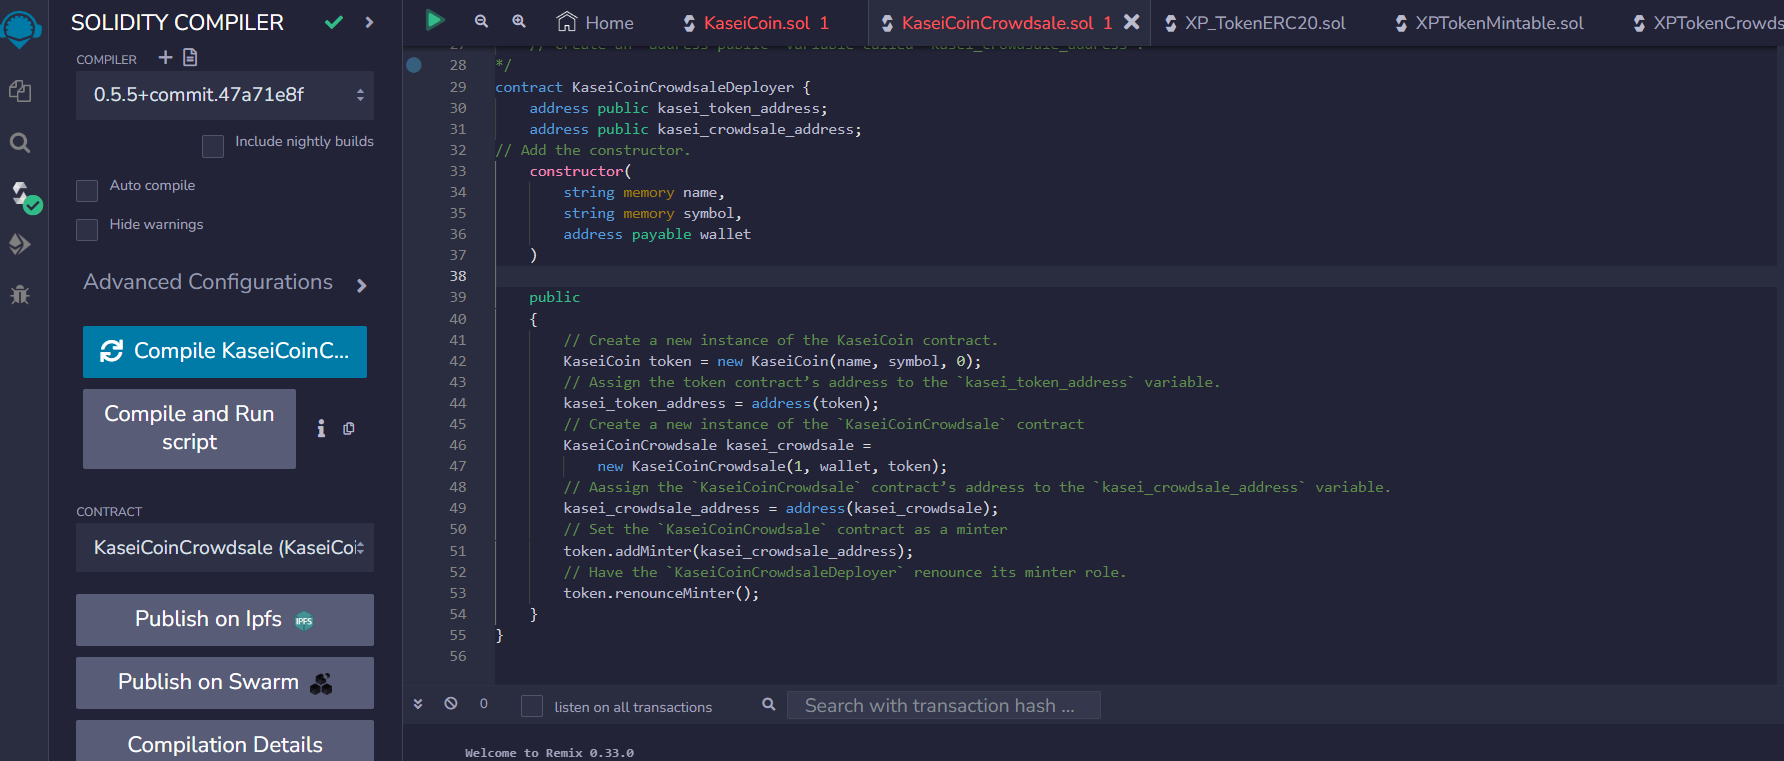 SOLIDITY COMPILER
COMPILER
0.5.5+commit.47a71e8f
Include nightly builds
Auto compile
Hide warnings
Advanced Configurations
Compile KaseiCoinC...
Compile and Run
script
CONTRACT
KaseiCoinCrowdsale (KaseiCoi
Publish on Ipfs
IPFS
Publish on Swarm
Compilation Details
Home
KaseiCoin.sol 1
KaseiCoinCrowdsale.sol 1
XP_TokenERC20.sol
XPTokenMintable.sol
XPTokenCrowds
27 // Create an `address public` variable called `kasei_crowdsale_address`.
28 */
29 contract KaseiCoinCrowdsaleDeployer {
30 address public kasei_token_address;
31 address public kasei_crowdsale_address;
32 // Add the constructor.
33 constructor(
34 string memory name,
35 string memory symbol,
36 address payable wallet
37 )
38
39 public
40 {
41 // Create a new instance of the KaseiCoin contract.
42 KaseiCoin token = new KaseiCoin(name, symbol, 0);
43 // Assign the token contract’s address to the `kasei_token_address` variable.
44 kasei_token_address = address(token);
45 // Create a new instance of the `KaseiCoinCrowdsale` contract
46 KaseiCoinCrowdsale kasei_crowdsale =
47 new KaseiCoinCrowdsale(1, wallet, token);
48 // Aassign the `KaseiCoinCrowdsale` contract’s address to the `kasei_crowdsale_address` variable.
49 kasei_crowdsale_address = address(kasei_crowdsale);
50 // Set the `KaseiCoinCrowdsale` contract as a minter
51 token.addMinter(kasei_crowdsale_address);
52 // Have the `KaseiCoinCrowdsaleDeployer` renounce its minter role.
53 token.renounceMinter();
54 }
55 }
56
0
listen on all transactions
Search with transaction hash ...
Welcome to Remix 0.33.0